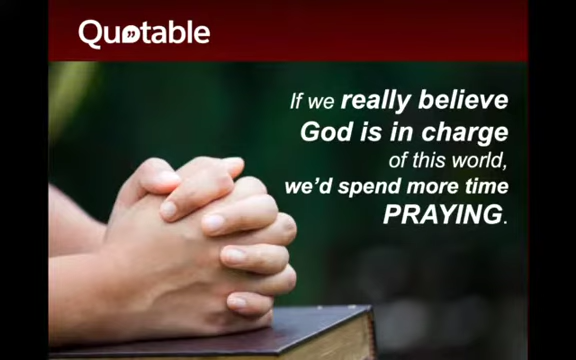 Quotable
If we really believe
God is in charge
of this world,
we'd spend more time
PRAYING.